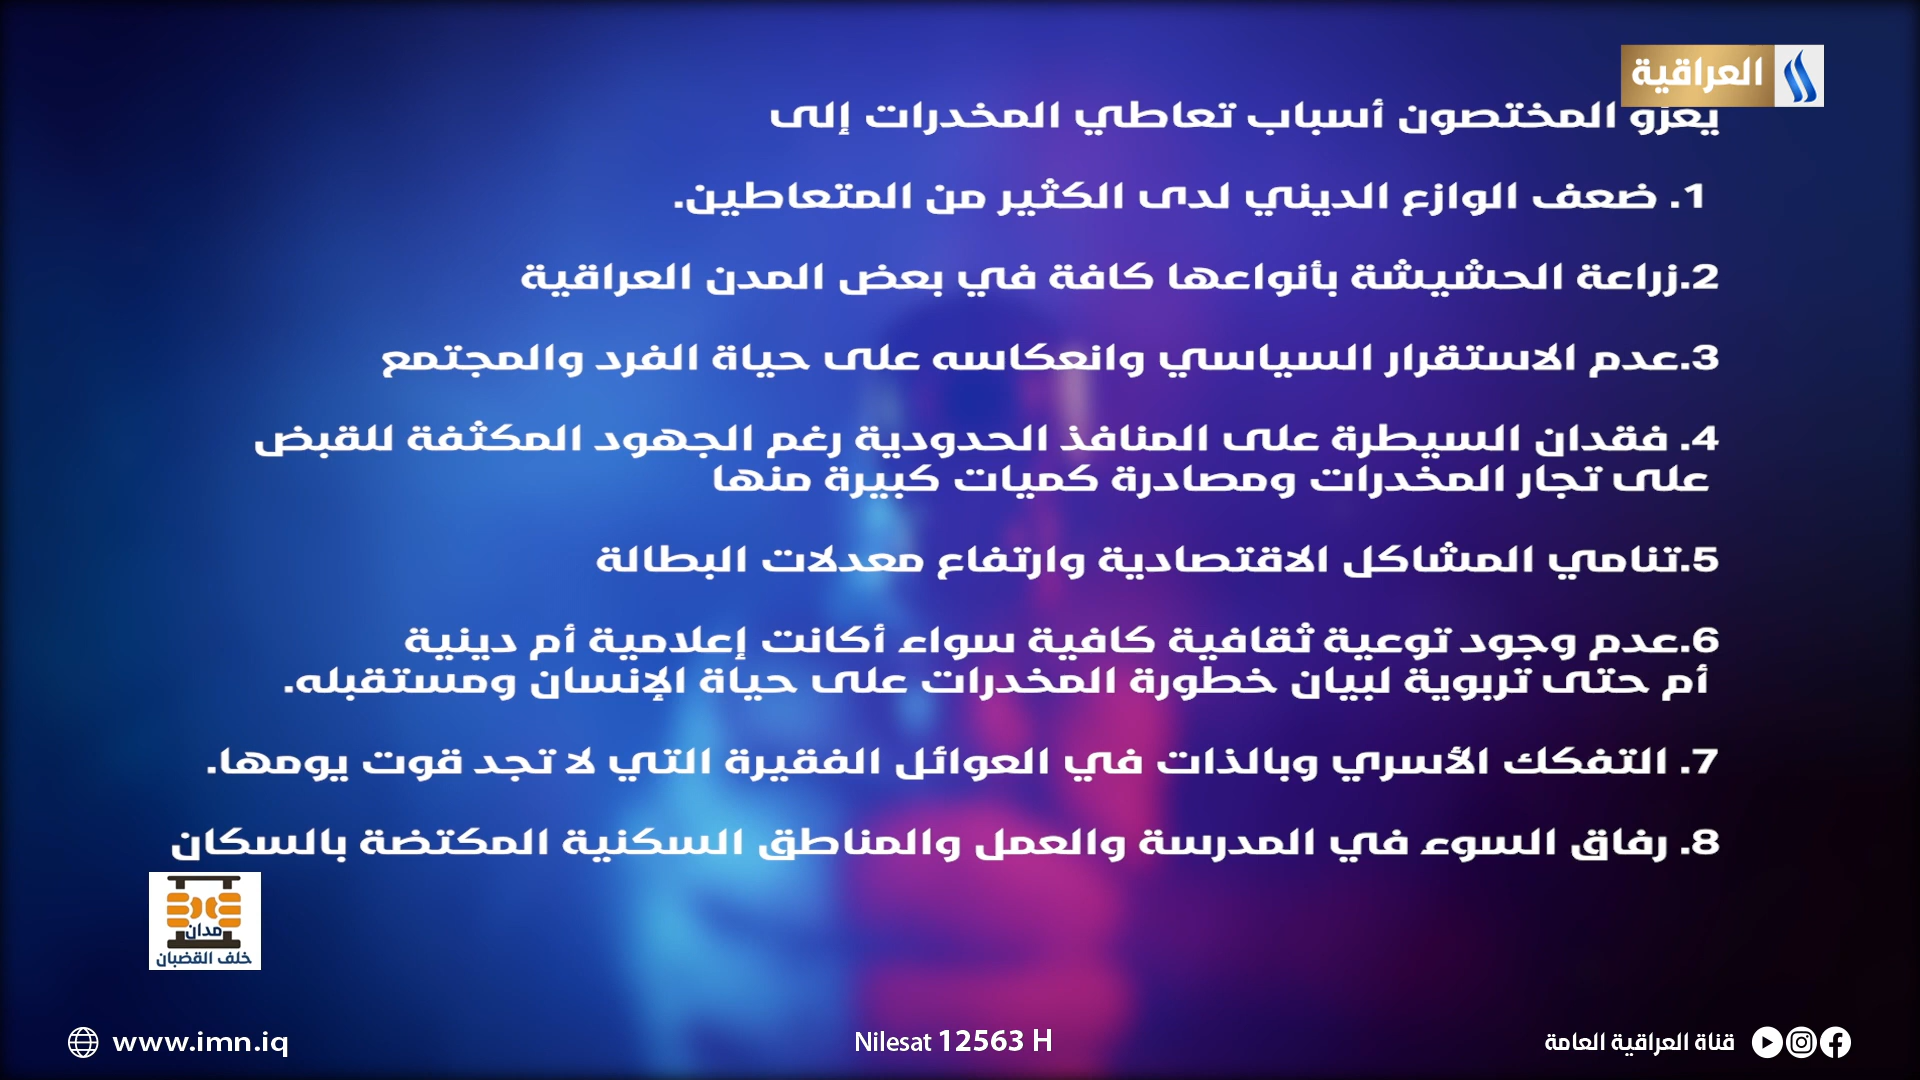 العراقية
يعزو المختصون أسباب تعاطي المخدرات إلى
1. ضعف الوازع الديني لدى الكثير من المتعاطين.
2.زراعة الحشيشة بأنواعها كافة في بعض المدن العراقية
3.عدم الاستقرار السياسي وانعكاسه على حياة الفرد والمجتمع
4. فقدان السيطرة على المنافذ الحدودية رغم الجهود المكثفة للقبض
على تجار المخدرات ومصادرة كميات كبيرة منها
5.تنامي المشاكل الاقتصادية وارتفاع معدلات البطالة
6.عدم وجود توعية ثقافية كافية سواء أكانت إعلامية أم دينية
أم حتى تربوية لبيان خطورة المخدرات على حياة الإنسان ومستقبله.
7. التفكك الأسري وبالذات في العوائل الفقيرة التي لا تجد قوت يومها.
8. رفاق السوء في المدرسة والعمل والمناطق السكنية المكتضة بالسكان
مدان
خلف القضبان
www.imn.iq
Nilesat 12563 H
قناة العراقية العامة